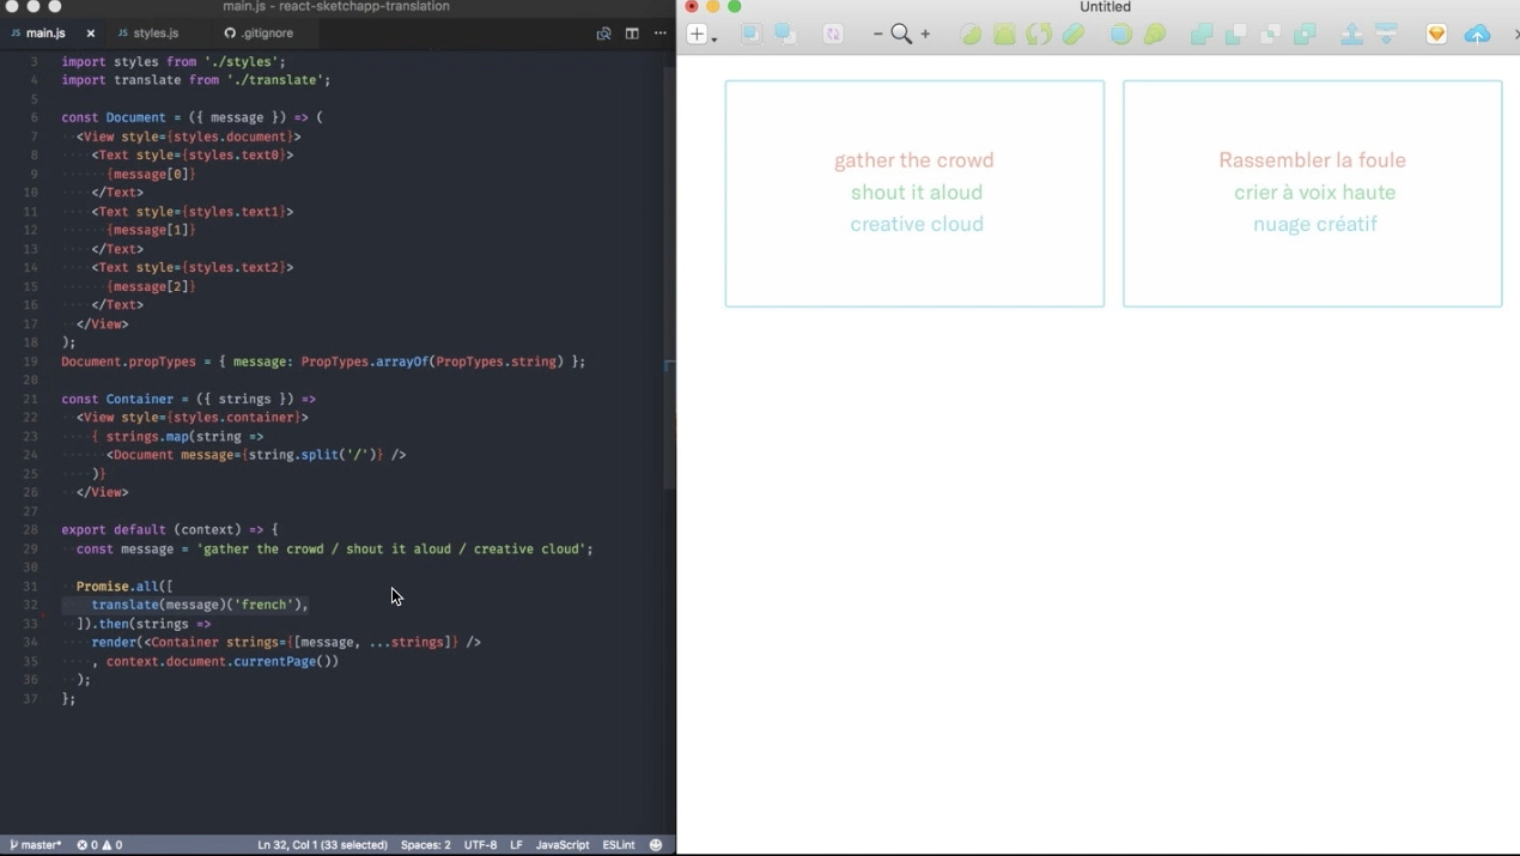 main.js - react-sketchapp-translation
JS main.js × JS styles.js .gitignore
3 import styles from './styles';
4 import translate from './translate';
5
6 const Document = ({ message }) => (
7 <View style={styles.document}>
8 <Text style={styles.text0}>
9 {message[0]}
10 </Text>
11 <Text style={styles.text1}>
12 {message[1]}
13 </Text>
14 <Text style={styles.text2}>
15 {message[2]}
16 </Text>
17 </View>
18 );
19 Document.propTypes = { message: PropTypes.arrayOf(PropTypes.string) };
20
21 const Container = ({ strings }) =>
22 <View style={styles.container}>
23 { strings.map(string =>
24 <Document message={string.split('/')} />
25 )}
26 </View>
27
28 export default (context) => {
29 const message = 'gather the crowd / shout it aloud / creative cloud';
30
31 Promise.all([
32 translate(message)('french'),
33 ]).then(strings =>
34 render(<Container strings={[message, ...strings]} />
35 , context.document.currentPage())
36 );
37 };
master* 0 0 Ln 32, Col 1 (33 selected) Spaces: 2 UTF-8 LF JavaScript ESLint
Untitled
gather the crowd
shout it aloud
creative cloud
Rassembler la foule
crier à voix haute
nuage créatif